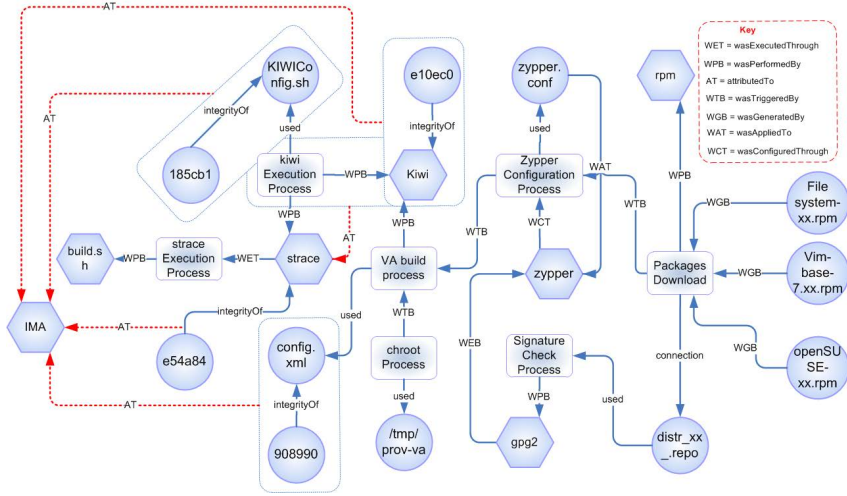 AT
KIWICo
nfig.sh
integrityOf
185cb1
used
kiwi
Execution
Process
WPB
WPB
e10ec0
integrityOf
Kiwi
AT
AT
zypper.
conf
used
Zypper
Configuration
Process
WAT
WCT
zypper
WTB
WTB
rpm
WPB
Key
WET = wasExecutedThrough
WPB = wasPerformedBy
AT = attributedTo
WTB = wasTriggeredBy
WGB = wasGeneratedBy
WAT = wasAppliedTo
WCT = wasConfiguredThrough
File
system-
xx.rpm
WGB
Vim-
base-
7.xx.rpm
WGB
openSU
SE-
xx.rpm
WGB
Packages
Download
connection
distr_xx
_.repo
used
Signature
Check
Process
WPB
gpg2
WEB
build.s
h
WPB
strace
Execution
Process
WET
strace
integrityOf
e54a84
AT
IMA
AT
VA build
process
WPB
WTB
used
chroot
Process
used
/tmp/
prov-va
config.
xml
integrityOf
908990